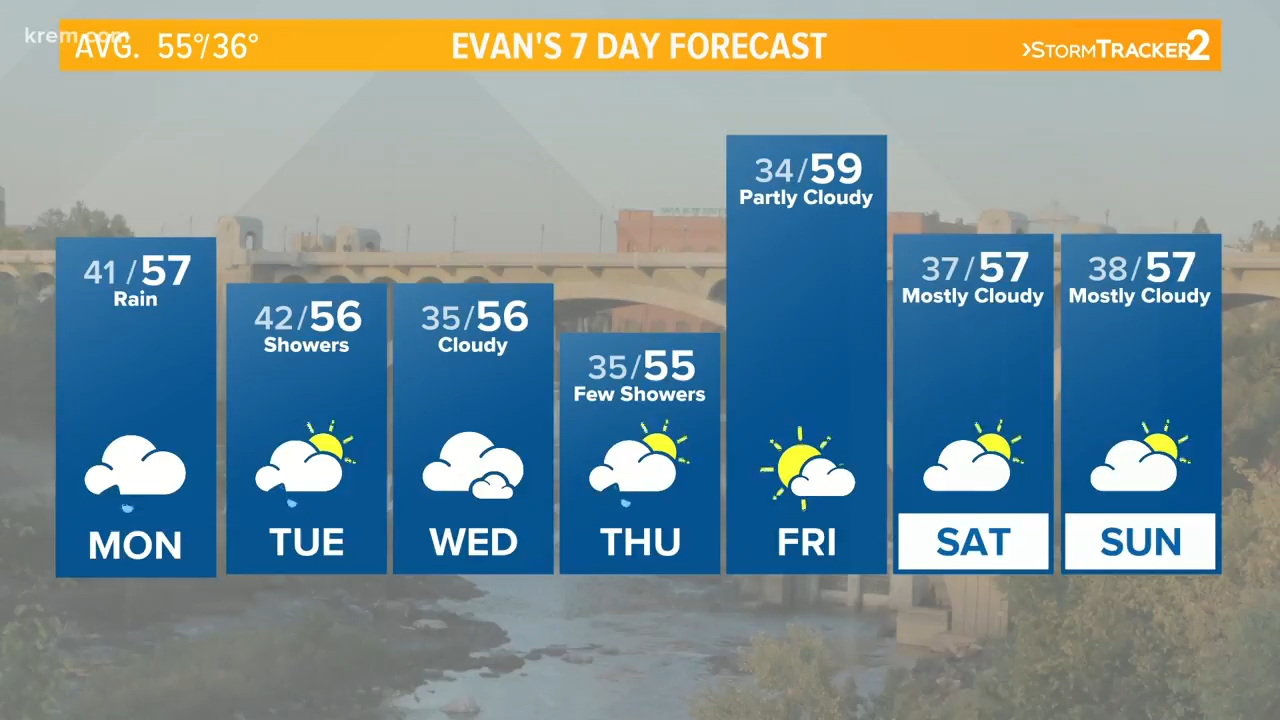 krem.com
AVG. 55°/36°
EVAN'S 7 DAY FORECAST
›STORMTRACKER2
41/57
Rain
MON
42/56
Showers
TUE
35/56
Cloudy
WED
35/55
Few Showers
THU
34/59
Partly Cloudy
FRI
37/57
Mostly Cloudy
SAT
38/57
Mostly Cloudy
SUN